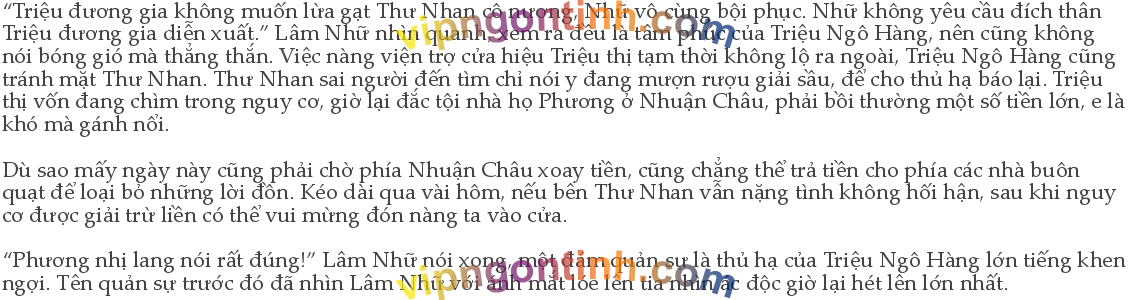 “Triệu đương gia không muốn lừa gạt Thư Nhan cô nương, Nhữ vô cùng bội phục. Nhữ không yêu cầu đích thân
Triệu đương gia diễn xuất.” Lâm Nhữ nhìn quanh, xem ra đều là tâm phúc của Triệu Ngô Hàng, nên cũng không
nói bóng gió mà thẳng thắn. Việc nàng viện trợ cửa hiệu Triệu thị tạm thời không lộ ra ngoài, Triệu Ngô Hàng cũng
tránh mặt Thư Nhan. Thư Nhan sai người đến tìm chỉ nói y đang mượn rượu giải sầu, để cho thủ hạ báo lại. Triệu
thị vốn đang chìm trong nguy cơ, giờ lại đắc tội nhà họ Phương ở Nhuận Châu, phải bồi thường một số tiền lớn, e là
khó mà gánh nổi.
Dù sao mấy ngày này cũng phải chờ phía Nhuận Châu xoay tiền, cũng chẳng thể trả tiền cho phía các nhà buôn
quạt để loại bỏ những lời đồn. Kéo dài qua vài hôm, nếu bên Thư Nhan vẫn nặng tình không hối hận, sau khi nguy
cơ được giải trừ liền có thể vui mừng đón nàng ta vào cửa.
“Phương nhị lang nói rất đúng!” Lâm Nhữ nói xong, một đám quản sự là thủ hạ của Triệu Ngô Hàng lớn tiếng khen
ngợi. Tên quản sự trước đó đã nhìn Lâm Nhữ với ánh mắt lóe lên tia nhìn ác độc giờ lại hét lên lớn nhất.
vipngontinh.com
vipngontinh.com